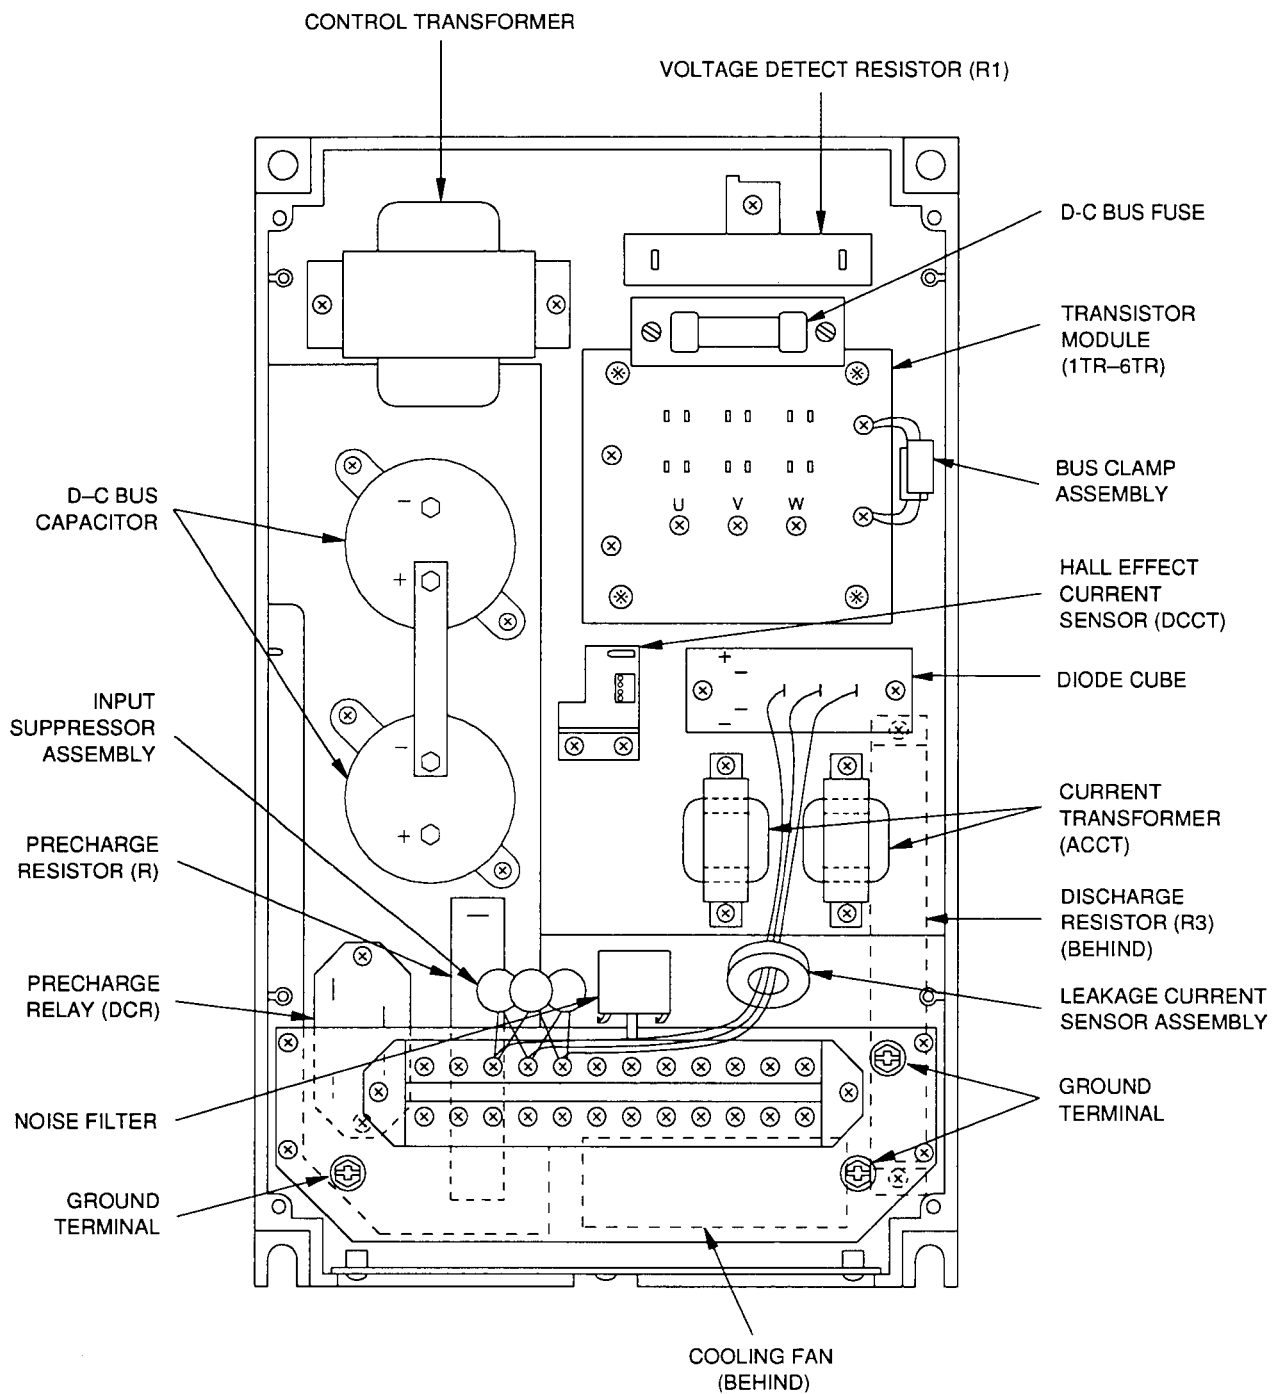 CONTROL TRANSFORMER
VOLTAGE DETECT RESISTOR (R1)
D-C BUS FUSE
TRANSISTOR
MODULE
(1TR–6TR)
BUS CLAMP
ASSEMBLY
D–C BUS
CAPACITOR
–
+
U V W
HALL EFFECT
CURRENT
SENSOR (DCCT)
+
–
–
–
DIODE CUBE
INPUT
SUPPRESSOR
ASSEMBLY
–
+
CURRENT
TRANSFORMER
(ACCT)
PRECHARGE
RESISTOR (R)
DISCHARGE
RESISTOR (R3)
(BEHIND)
PRECHARGE
RELAY (DCR)
LEAKAGE CURRENT
SENSOR ASSEMBLY
NOISE FILTER
GROUND
TERMINAL
GROUND
TERMINAL
COOLING FAN
(BEHIND)